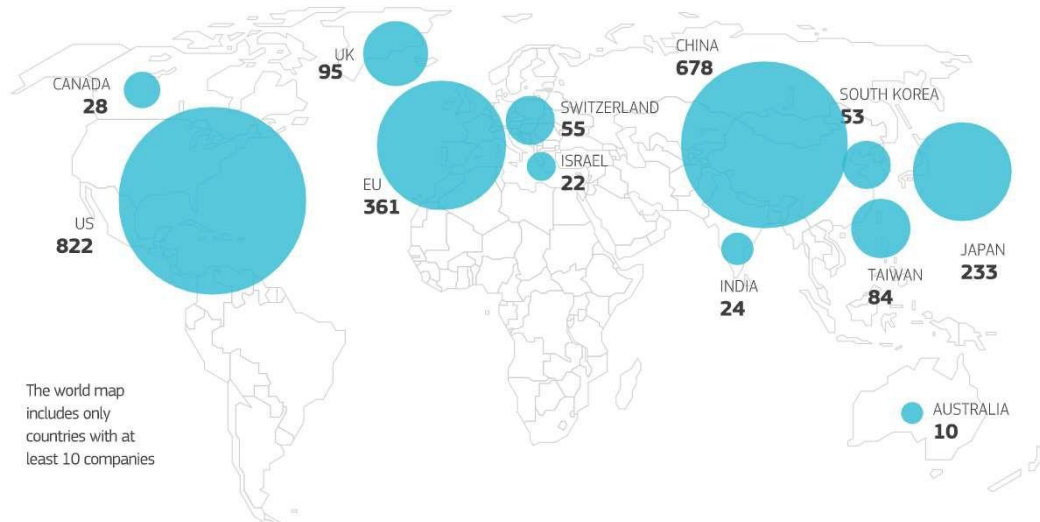 CANADA
28
US
822
UK
95
EU
361
SWITZERLAND
55
ISRAEL
22
CHINA
678
SOUTH KOREA
53
JAPAN
233
TAIWAN
84
INDIA
24
AUSTRALIA
10
The world map
includes only
countries with at
least 10 companies